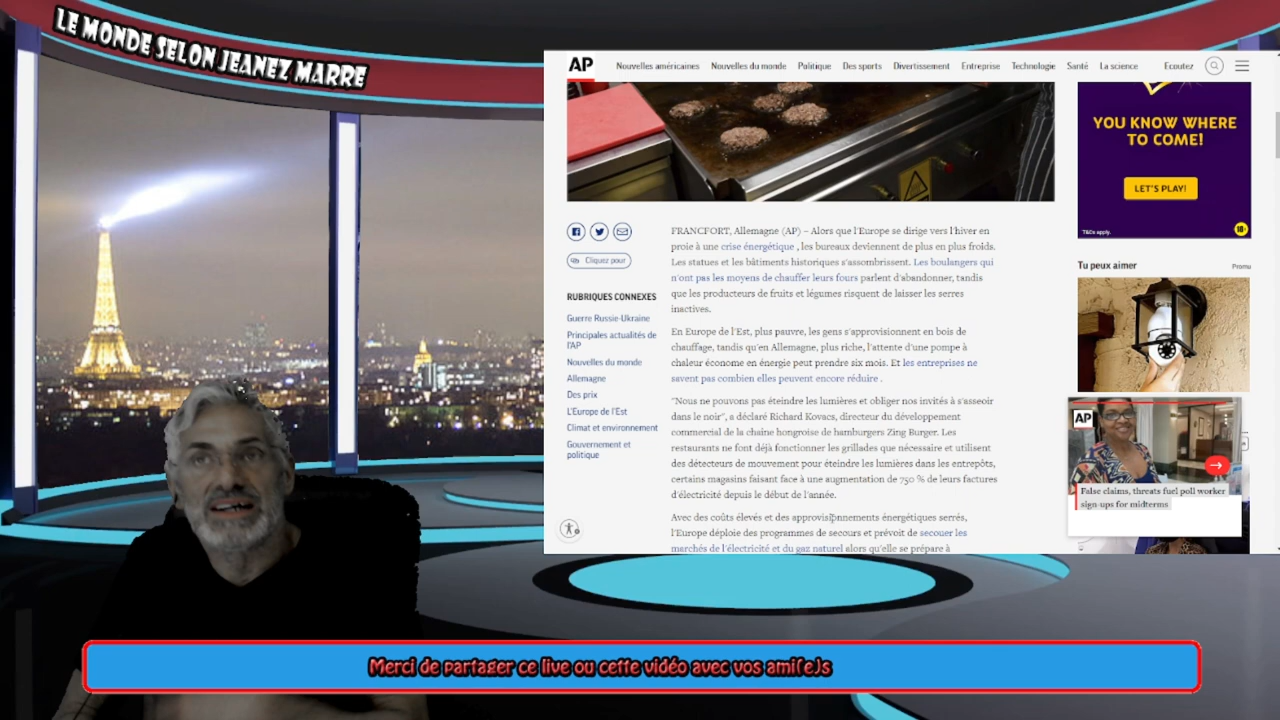 LE MONDE SELON JEANEZ MARRE
AP
Nouvelles américaines Nouvelles du monde Politique Des sports Divertissement Entreprise Technologie Santé La science Ecoutez
YOU KNOW WHERE
TO COME!
LET'S PLAY!
T&Cs apply.
18+
Cliquez pour
RUBRIQUES CONNEXES
Guerre Russie-Ukraine
Principales actualités de
l'AP
Nouvelles du monde
Allemagne
Des prix
L'Europe de l'Est
Climat et environnement
Gouvernement et
politique
FRANCFORT, Allemagne (AP) – Alors que l'Europe se dirige vers l'hiver en
proie à une crise énergétique , les bureaux deviennent de plus en plus froids.
Les statues et les bâtiments historiques s'assombrissent. Les boulangers qui
n'ont pas les moyens de chauffer leurs fours parlent d'abandonner, tandis
que les producteurs de fruits et légumes risquent de laisser les serres
inactives.
En Europe de l'Est, plus pauvre, les gens s'approvisionnent en bois de
chauffage, tandis qu'en Allemagne, plus riche, l'attente d'une pompe à
chaleur économe en énergie peut prendre six mois. Et les entreprises ne
savent pas combien elles peuvent encore réduire .
"Nous ne pouvons pas éteindre les lumières et obliger nos invités à s'asseoir
dans le noir", a déclaré Richard Kovacs, directeur du développement
commercial de la chaîne hongroise de hamburgers Zing Burger. Les
restaurants ne font déjà fonctionner les grillades que nécessaire et utilisent
des détecteurs de mouvement pour éteindre les lumières dans les entrepôts,
certains magasins faisant face à une augmentation de 750 % de leurs factures
d'électricité depuis le début de l'année.
Avec des coûts élevés et des approvisionnements énergétiques serrés,
l'Europe déploie des programmes de secours et prévoit de secouer les
marchés de l'électricité et du gaz naturel alors qu'elle se prépare à
Tu peux aimer
Promu
AP
False claims, threats fuel poll worker
sign-ups for midterms
Merci de partager ce live ou cette vidéo avec vos ami(e)s